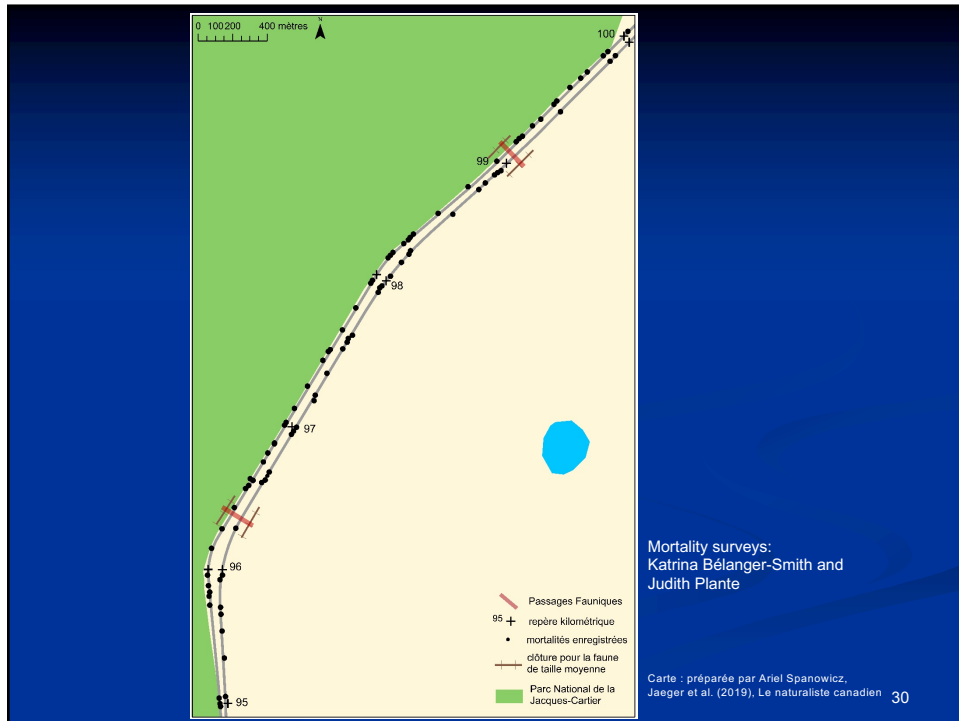 0 100 200 400 mètres
N
100
99
98
97
96
95
Passages Fauniques
95 repère kilométrique
mortalités enregistrées
clôture pour la faune
de taille moyenne
Parc National de la
Jacques-Cartier
Mortality surveys:
Katrina Bélanger-Smith and
Judith Plante
Carte : préparée par Ariel Spanowicz,
Jaeger et al. (2019), Le naturaliste canadien
30